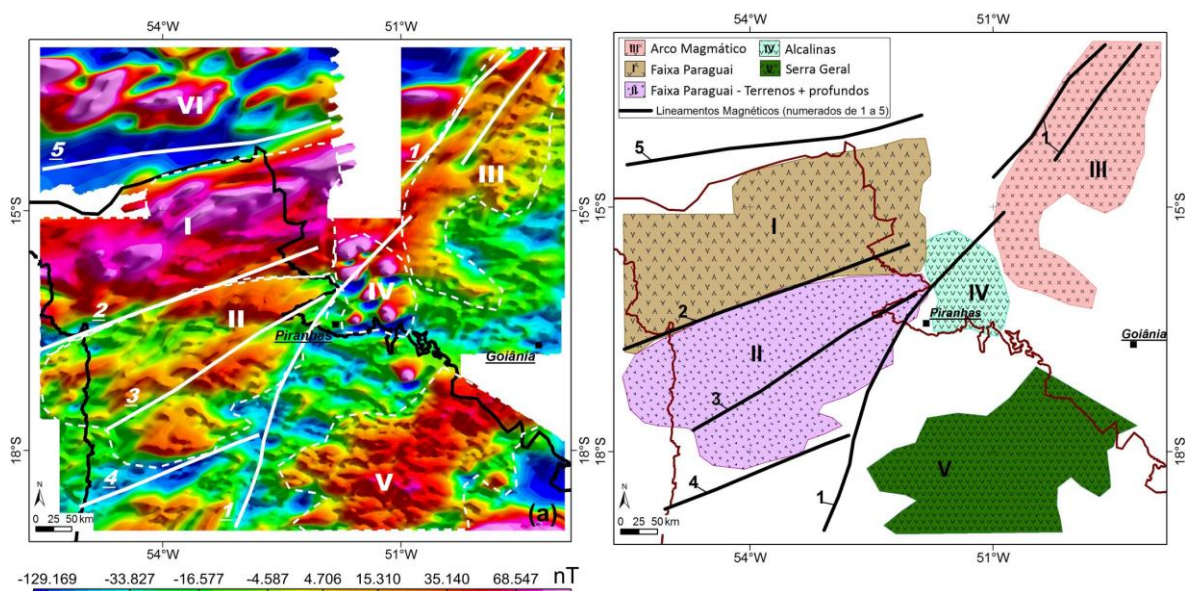 54°W 51°W
VI
5
1
III
15°S
I
IV
2
II
Piranhas
Goiânia
3
18°S
V
4
1
N
0 25 50 km
(a)
54°W 51°W
-129.169 -33.827 -16.577 -4.587 4.706 15.310 35.140 68.547 nT
54°W 51°W
III Arco Magmático IV Alcalinas
I Faixa Paraguai V Serra Geral
II Faixa Paraguai - Terrenos + profundos
Lineamentos Magnéticos (numerados de 1 a 5)
1
5
III
15°S
I
IV
2
Piranhas
Goiânia
II
3
18°S
V
4
1
N
0 25 50 km
54°W 51°W